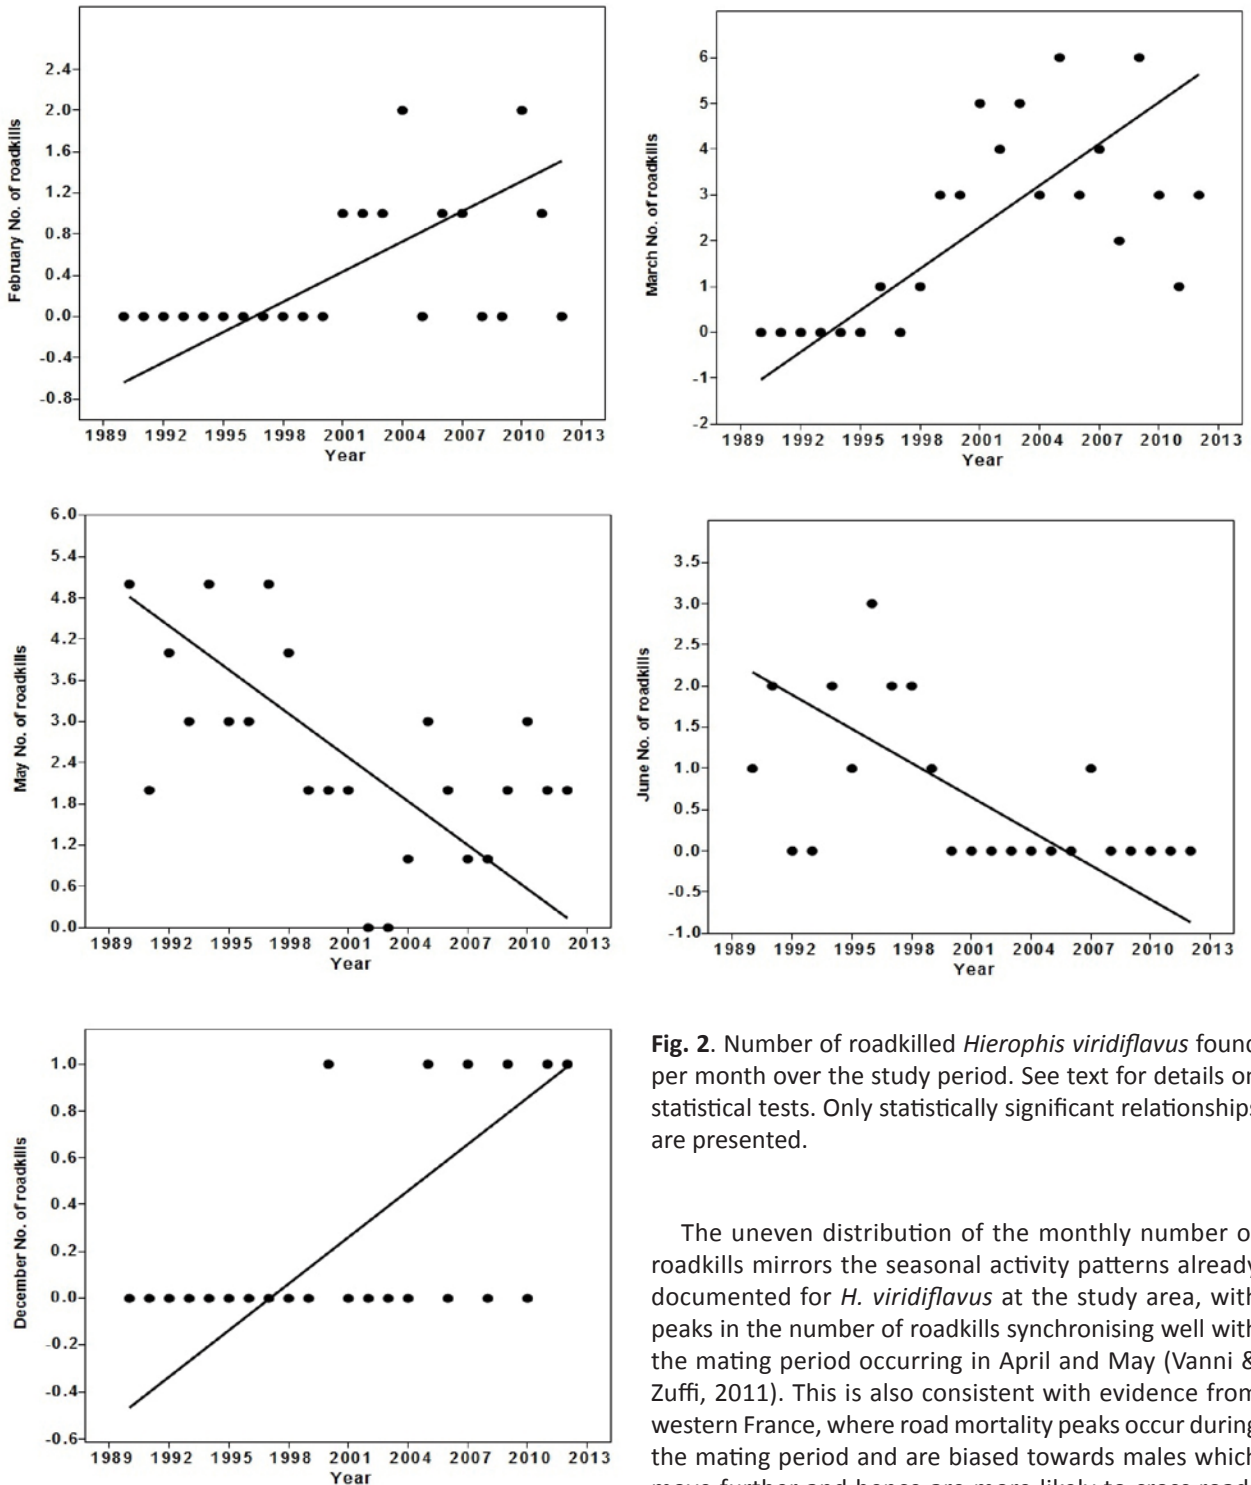 February No. of roadkills
2.4
2.0
1.6
1.2
0.8
0.4
0.0
-0.4
-0.8
1989 1992 1995 1998 2001 2004 2007 2010 2013
Year
March No. of roadkills
6
5
4
3
2
1
0
-1
-2
1989 1992 1995 1998 2001 2004 2007 2010 2013
Year
May No. of roadkills
6.0
5.4
4.8
4.2
3.6
3.0
2.4
1.8
1.2
0.6
0.0
1989 1992 1995 1998 2001 2004 2007 2010 2013
Year
June No. of roadkills
3.5
3.0
2.5
2.0
1.5
1.0
0.5
0.0
-0.5
-1.0
1989 1992 1995 1998 2001 2004 2007 2010 2013
Year
December No. of roadkills
1.0
0.8
0.6
0.4
0.2
0.0
-0.2
-0.4
-0.6
1989 1992 1995 1998 2001 2004 2007 2010 2013
Year
Fig. 2. Number of roadkilled Hierophis viridiflavus found
per month over the study period. See text for details on
statistical tests. Only statistically significant relationships
are presented.
The uneven distribution of the monthly number of
roadkills mirrors the seasonal activity patterns already
documented for H. viridiflavus at the study area, with
peaks in the number of roadkills synchronising well with
the mating period occurring in April and May (Vanni &
Zuffi, 2011). This is also consistent with evidence from
western France, where road mortality peaks occur during
the mating period and are biased towards males which